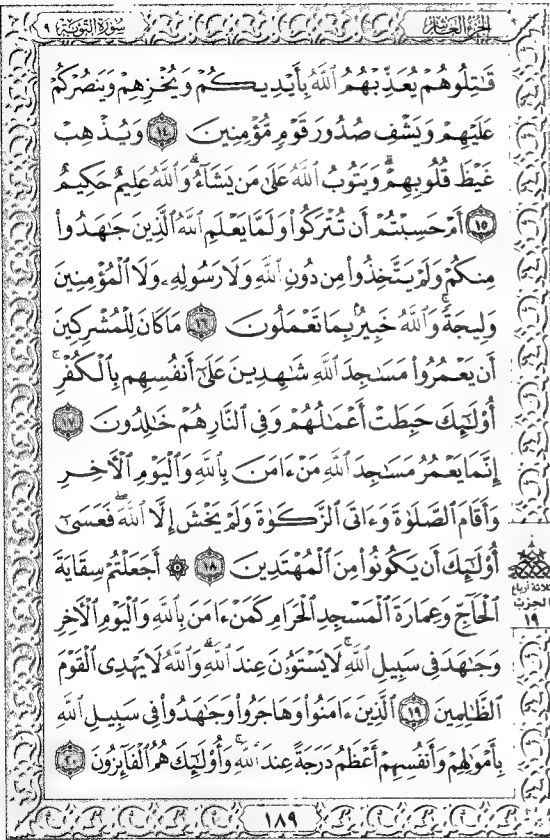 سورة التوبة ٩
الجزء العاشر
قَٰتِلُوهُمْ يُعَذِّبْهُمُ ٱللَّهُ بِأَيْدِيكُمْ وَيُخْزِهِمْ وَيَنصُرْكُمْ
عَلَيْهِمْ وَيَشْفِ صُدُورَ قَوْمٍ مُّؤْمِنِينَ ١٤ وَيُذْهِبْ
غَيْظَ قُلُوبِهِمْ ۗ وَيَتُوبُ ٱللَّهُ عَلَىٰ مَن يَشَآءُ ۗ وَٱللَّهُ عَلِيمٌ حَكِيمٌ
١٥ أَمْ حَسِبْتُمْ أَن تُتْرَكُوا۟ وَلَمَّا يَعْلَمِ ٱللَّهُ ٱلَّذِينَ جَٰهَدُوا۟
مِنكُمْ وَلَمْ يَتَّخِذُوا۟ مِن دُونِ ٱللَّهِ وَلَا رَسُولِهِۦ وَلَا ٱلْمُؤْمِنِينَ
وَلِيجَةً ۚ وَٱللَّهُ خَبِيرٌۢ بِمَا تَعْمَلُونَ ١٦ مَا كَانَ لِلْمُشْرِكِينَ
أَن يَعْمُرُوا۟ مَسَٰجِدَ ٱللَّهِ شَٰهِدِينَ عَلَىٰٓ أَنفُسِهِم بِٱلْكُفْرِ ۚ
أُو۟لَٰٓئِكَ حَبِطَتْ أَعْمَٰلُهُمْ وَفِى ٱلنَّارِ هُمْ خَٰلِدُونَ ١٧
إِنَّمَا يَعْمُرُ مَسَٰجِدَ ٱللَّهِ مَنْ ءَامَنَ بِٱللَّهِ وَٱلْيَوْمِ ٱلْءَاخِرِ
وَأَقَامَ ٱلصَّلَوٰةَ وَءَاتَى ٱلزَّكَوٰةَ وَلَمْ يَخْشَ إِلَّا ٱللَّهَ ۖ فَعَسَىٰٓ
أُو۟لَٰٓئِكَ أَن يَكُونُوا۟ مِنَ ٱلْمُهْتَدِينَ ١٨ ۞ أَجَعَلْتُمْ سِقَايَةَ
ٱلْحَآجِّ وَعِمَارَةَ ٱلْمَسْجِدِ ٱلْحَرَامِ كَمَنْ ءَامَنَ بِٱللَّهِ وَٱلْيَوْمِ ٱلْءَاخِرِ
وَجَٰهَدَ فِى سَبِيلِ ٱللَّهِ ۚ لَا يَسْتَوُۥنَ عِندَ ٱللَّهِ ۗ وَٱللَّهُ لَا يَهْدِى ٱلْقَوْمَ
ٱلظَّٰلِمِينَ ١٩ ٱلَّذِينَ ءَامَنُوا۟ وَهَاجَرُوا۟ وَجَٰهَدُوا۟ فِى سَبِيلِ ٱللَّهِ
بِأَمْوَٰلِهِمْ وَأَنفُسِهِمْ أَعْظَمُ دَرَجَةً عِندَ ٱللَّهِ ۚ وَأُو۟لَٰٓئِكَ هُمُ ٱلْفَآئِزُونَ ٢٠
ثلاثة أرباع
الحزب
١٩
١٨٩